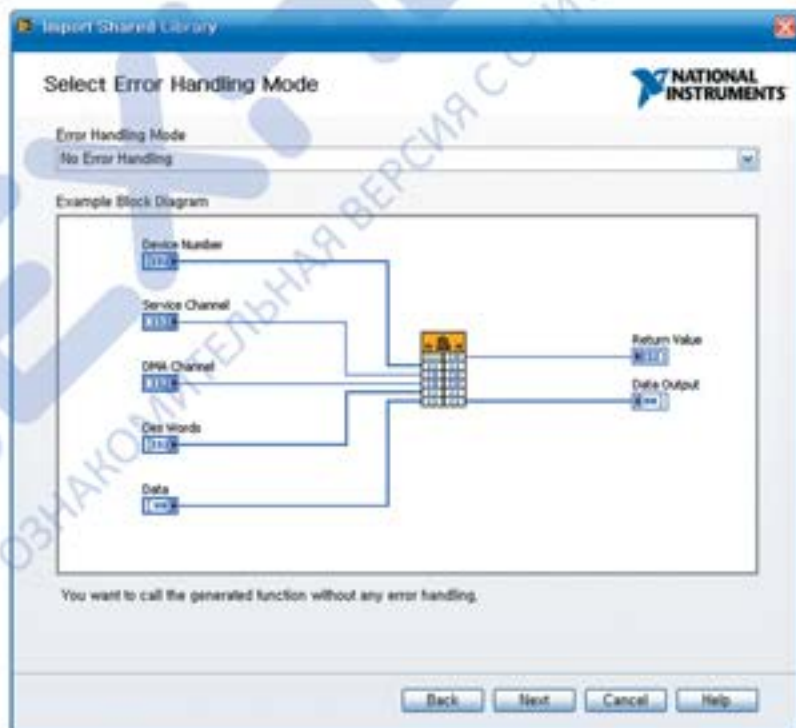 Import Shared Library
Select Error Handling Mode
NATIONAL
INSTRUMENTS
Error Handling Mode
No Error Handling
Example Block Diagram
Device Number
Service Channel
DMA Channel
Des Words
Data
Return Value
Data Output
You want to call the generated function without any error handling.
Back
Next
Cancel
Help
ОЗНАКОМИТЕЛЬНАЯ ВЕРСИЯ С